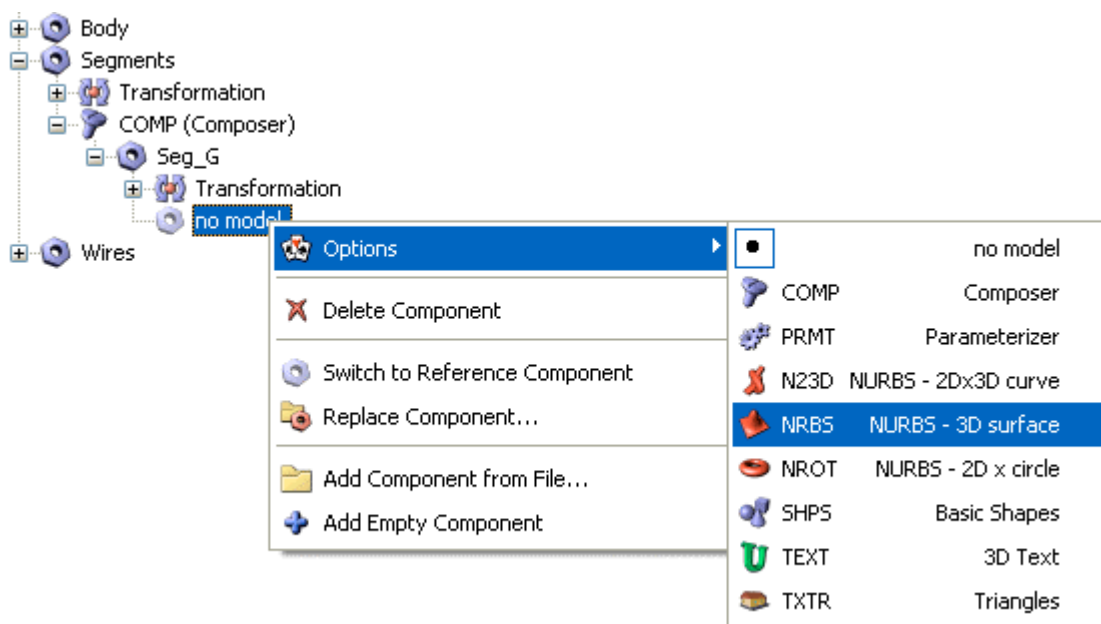 Body
Segments
Transformation
COMP (Composer)
Seg_G
Transformation
no model
Wires
Options
Delete Component
Switch to Reference Component
Replace Component...
Add Component from File...
Add Empty Component
no model
COMP Composer
PRMT Parameterizer
N23D NURBS - 2Dx3D curve
NRBS NURBS - 3D surface
NROT NURBS - 2D x circle
SHPS Basic Shapes
TEXT 3D Text
TXTR Triangles